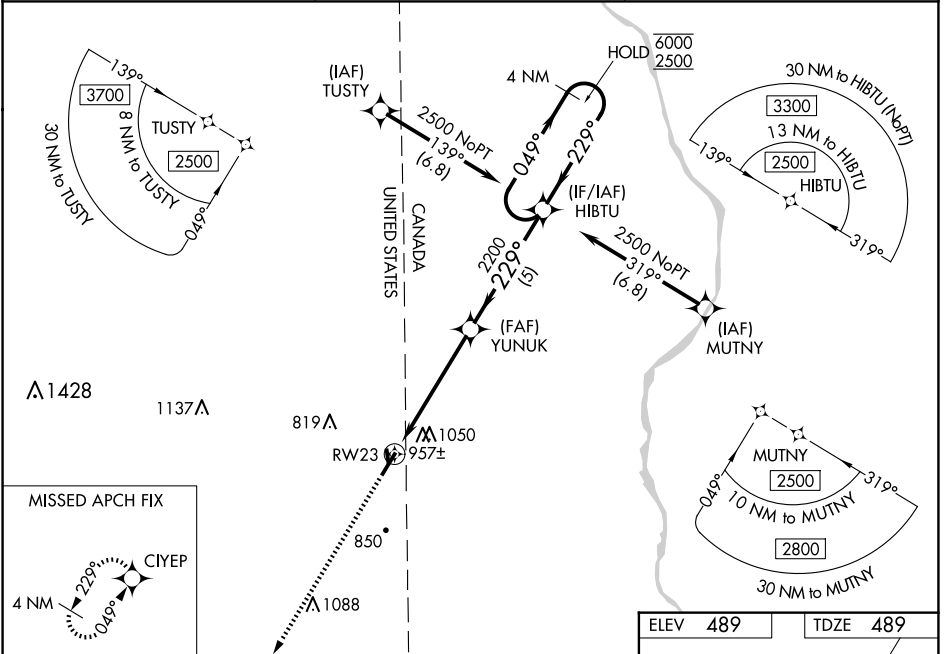 139°
3700
8 NM to TUSTY
TUSTY
2500
30 NM to TUSTY
049°
(IAF)
TUSTY
2500 NoPT
139°
(6.8)
CANADA
UNITED STATES
HOLD 6000
2500
4 NM
049°
229°
(IF/IAF)
HIBTU
2200
229°
(5)
2500 NoPT
319°
(6.8)
(IAF)
MUTNY
(FAF)
YUNUK
30 NM to HIBTU (NoPT)
3300
13 NM to HIBTU
139°
2500
HIBTU
319°
1428
1137
819
1050
RW23
957±
850
1088
MISSED APCH FIX
CIYEP
229°
4 NM
049°
MUTNY
2500
049°
319°
10 NM to MUTNY
2800
30 NM to MUTNY
ELEV 489
TDZE 489